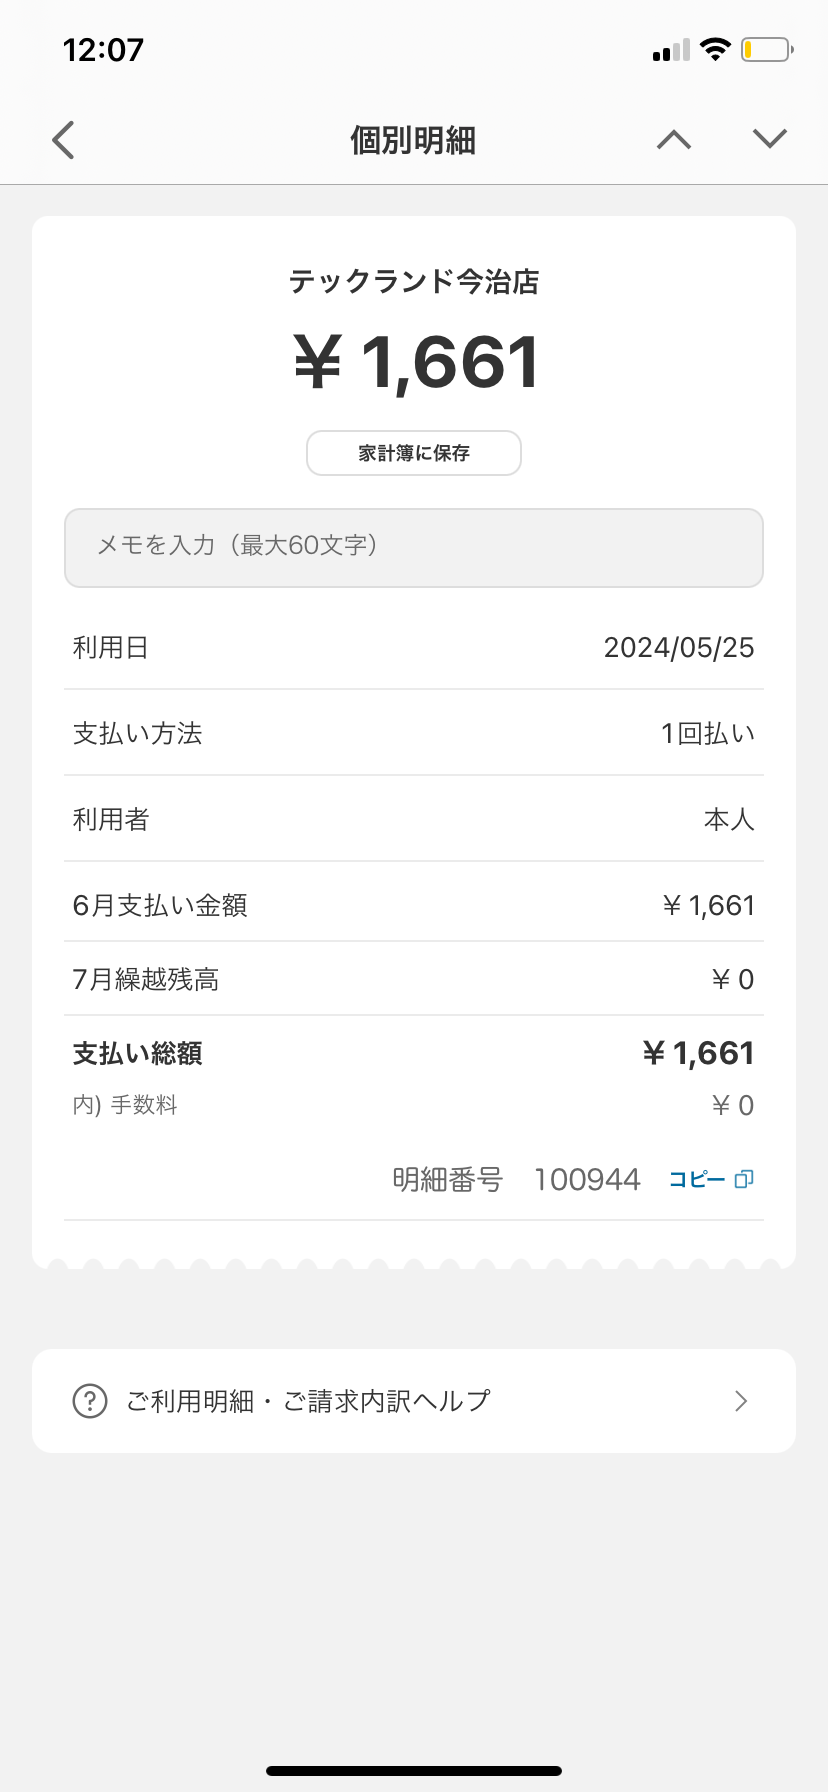 12:07
個別明細
テックランド今治店
¥ 1,661
家計簿に保存
メモを入力（最大60文字）
利用日 2024/05/25
支払い方法 1回払い
利用者 本人
6月支払い金額 ¥ 1,661
7月繰越残高 ¥ 0
支払い総額 ¥ 1,661
内) 手数料 ¥ 0
明細番号 100944 コピー
ご利用明細・ご請求内訳ヘルプ